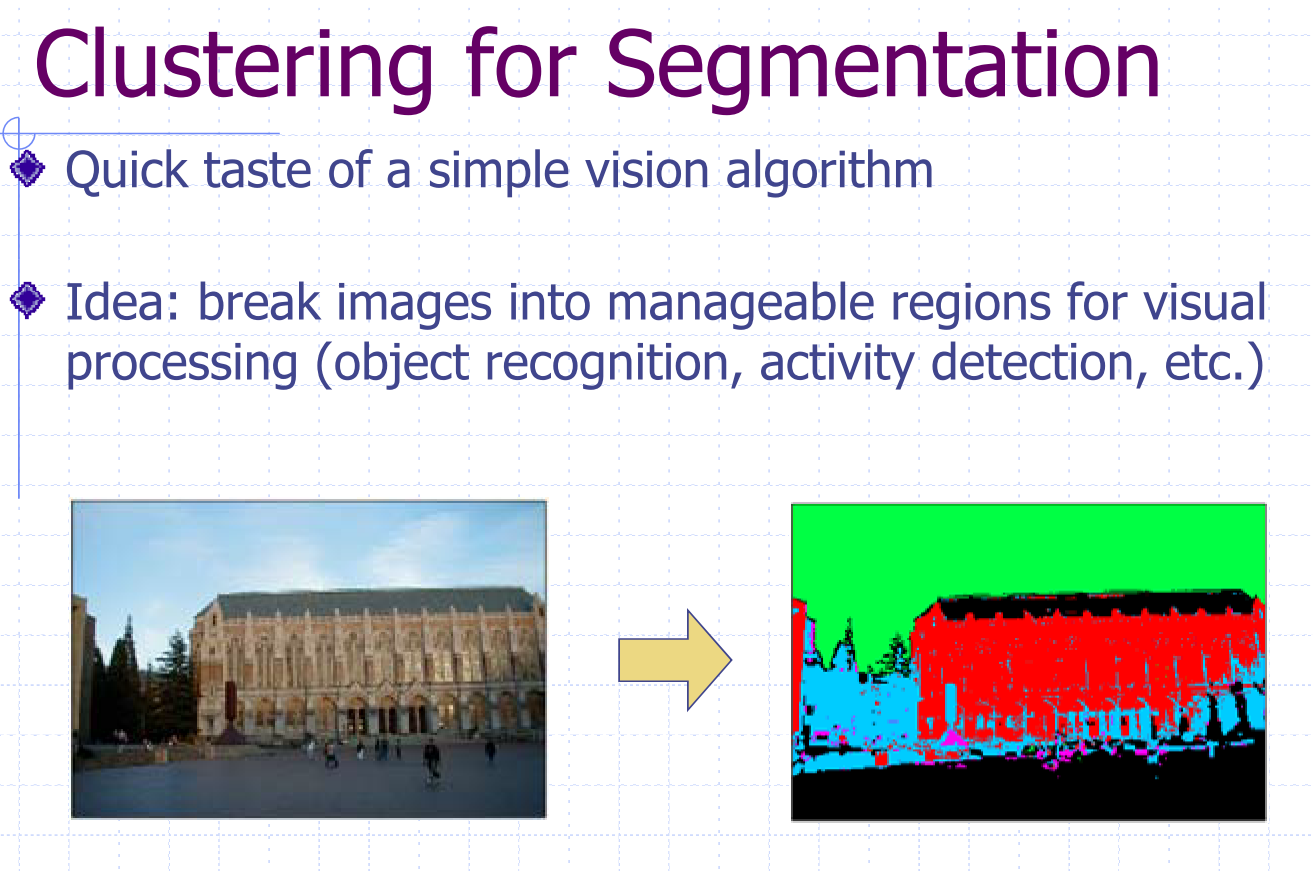 Clustering for Segmentation
Quick taste of a simple vision algorithm
Idea: break images into manageable regions for visual
processing (object recognition, activity detection, etc.)